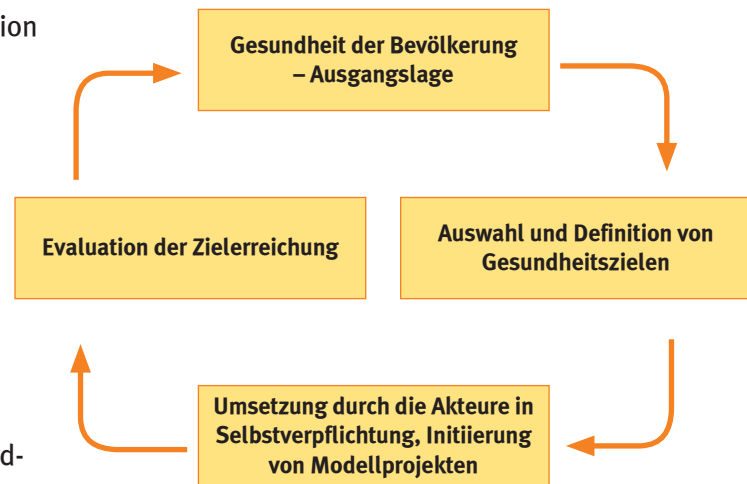 ion
Gesundheit der Bevölkerung
– Ausgangslage
Auswahl und Definition von
Gesundheitszielen
Umsetzung durch die Akteure in
Selbstverpflichtung, Initiierung
von Modellprojekten
Evaluation der Zielerreichung
d-